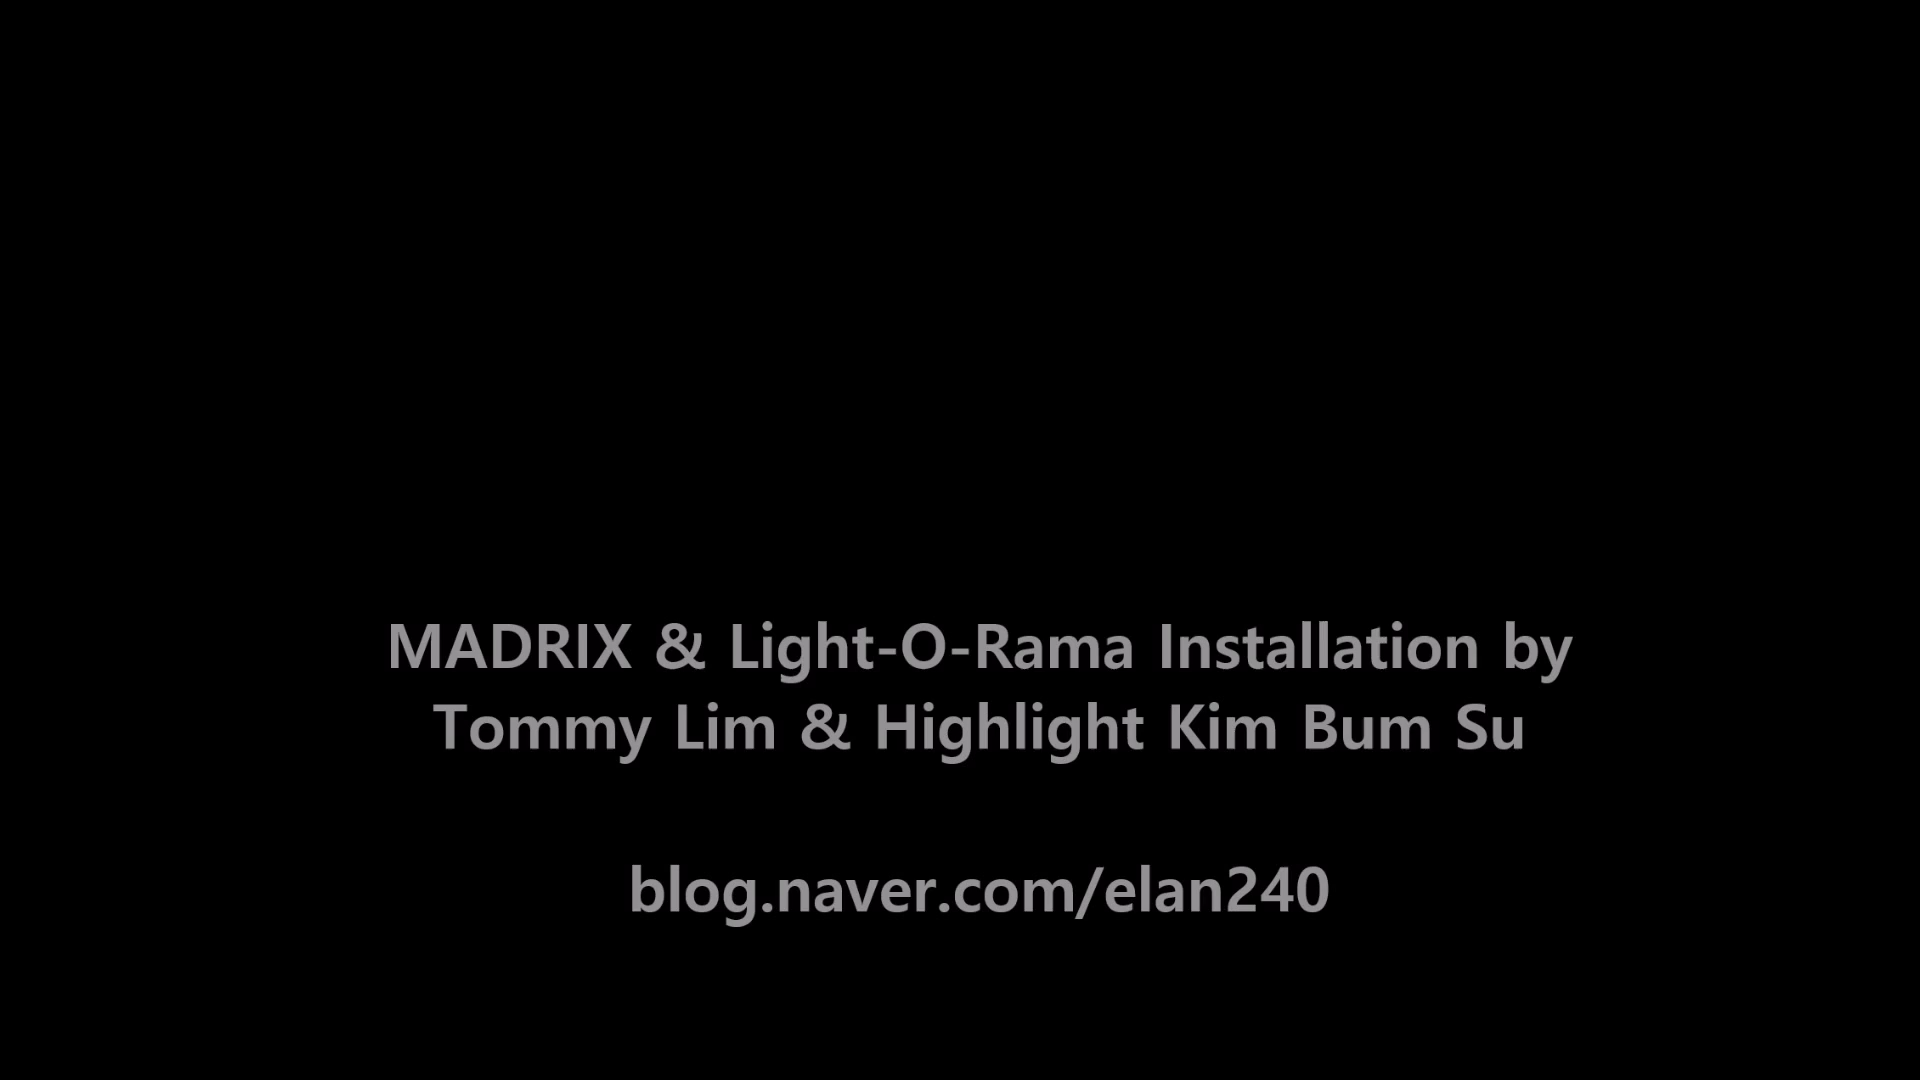 MADRIX & Light-O-Rama Installation by
Tommy Lim & Highlight Kim Bum Su
blog.naver.com/elan240